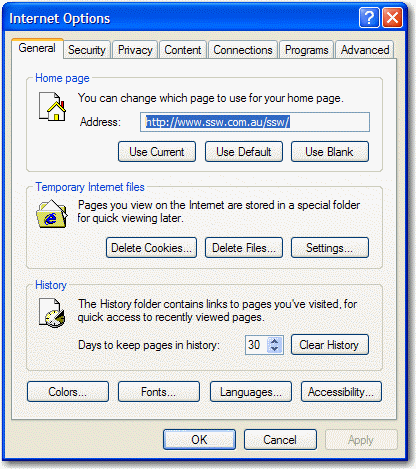 Internet Options
General Security Privacy Content Connections Programs Advanced
Home page
You can change which page to use for your home page.
Address: http://www.ssw.com.au/ssw/
Use Current Use Default Use Blank
Temporary Internet files
Pages you view on the Internet are stored in a special folder
for quick viewing later.
Delete Cookies... Delete Files... Settings...
History
The History folder contains links to pages you've visited, for
quick access to recently viewed pages.
Days to keep pages in history: 30 Clear History
Colors... Fonts... Languages... Accessibility...
OK Cancel Apply